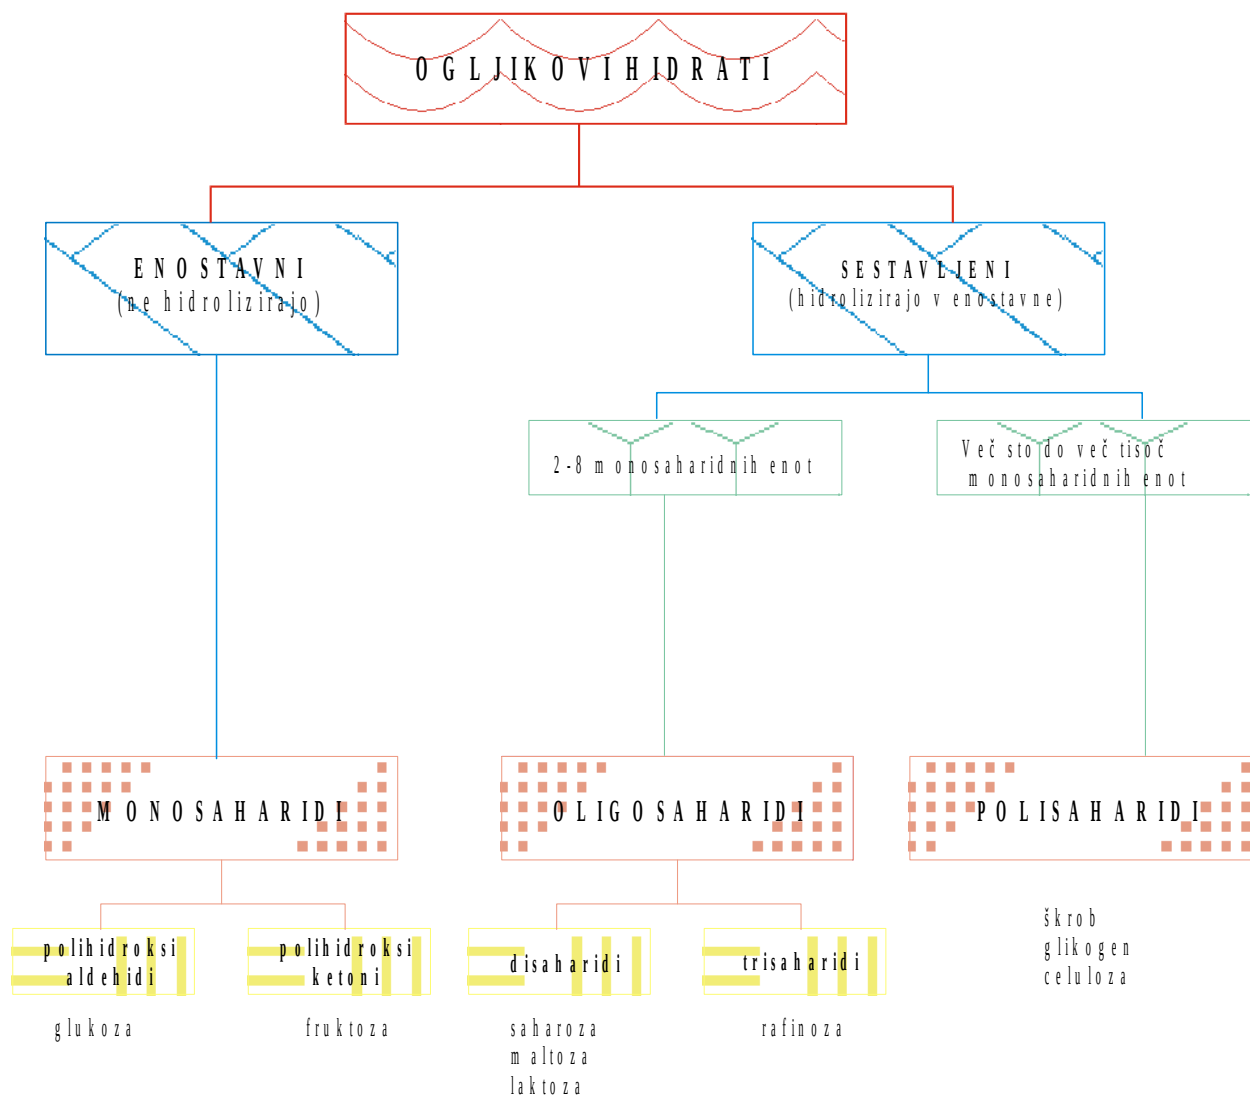 OGLJIKOVI HIDRATI
ENOSTAVNI
(ne hidrolizirajo)
SESTAVLJENI
(hidrolizirajo v enostavne)
2-8 monosaharidnih enot
Več sto do več tisoč
monosaharidnih enot
MONOSAHARIDI
OLIGOSAHARIDI
POLISAHARIDI
polihidroksi
aldehidi
polihidroksi
ketoni
disaharidi
trisaharidi
škrob
glikogen
celuloza
glukoza
fruktoza
saharoza
maltoza
laktoza
rafinoza